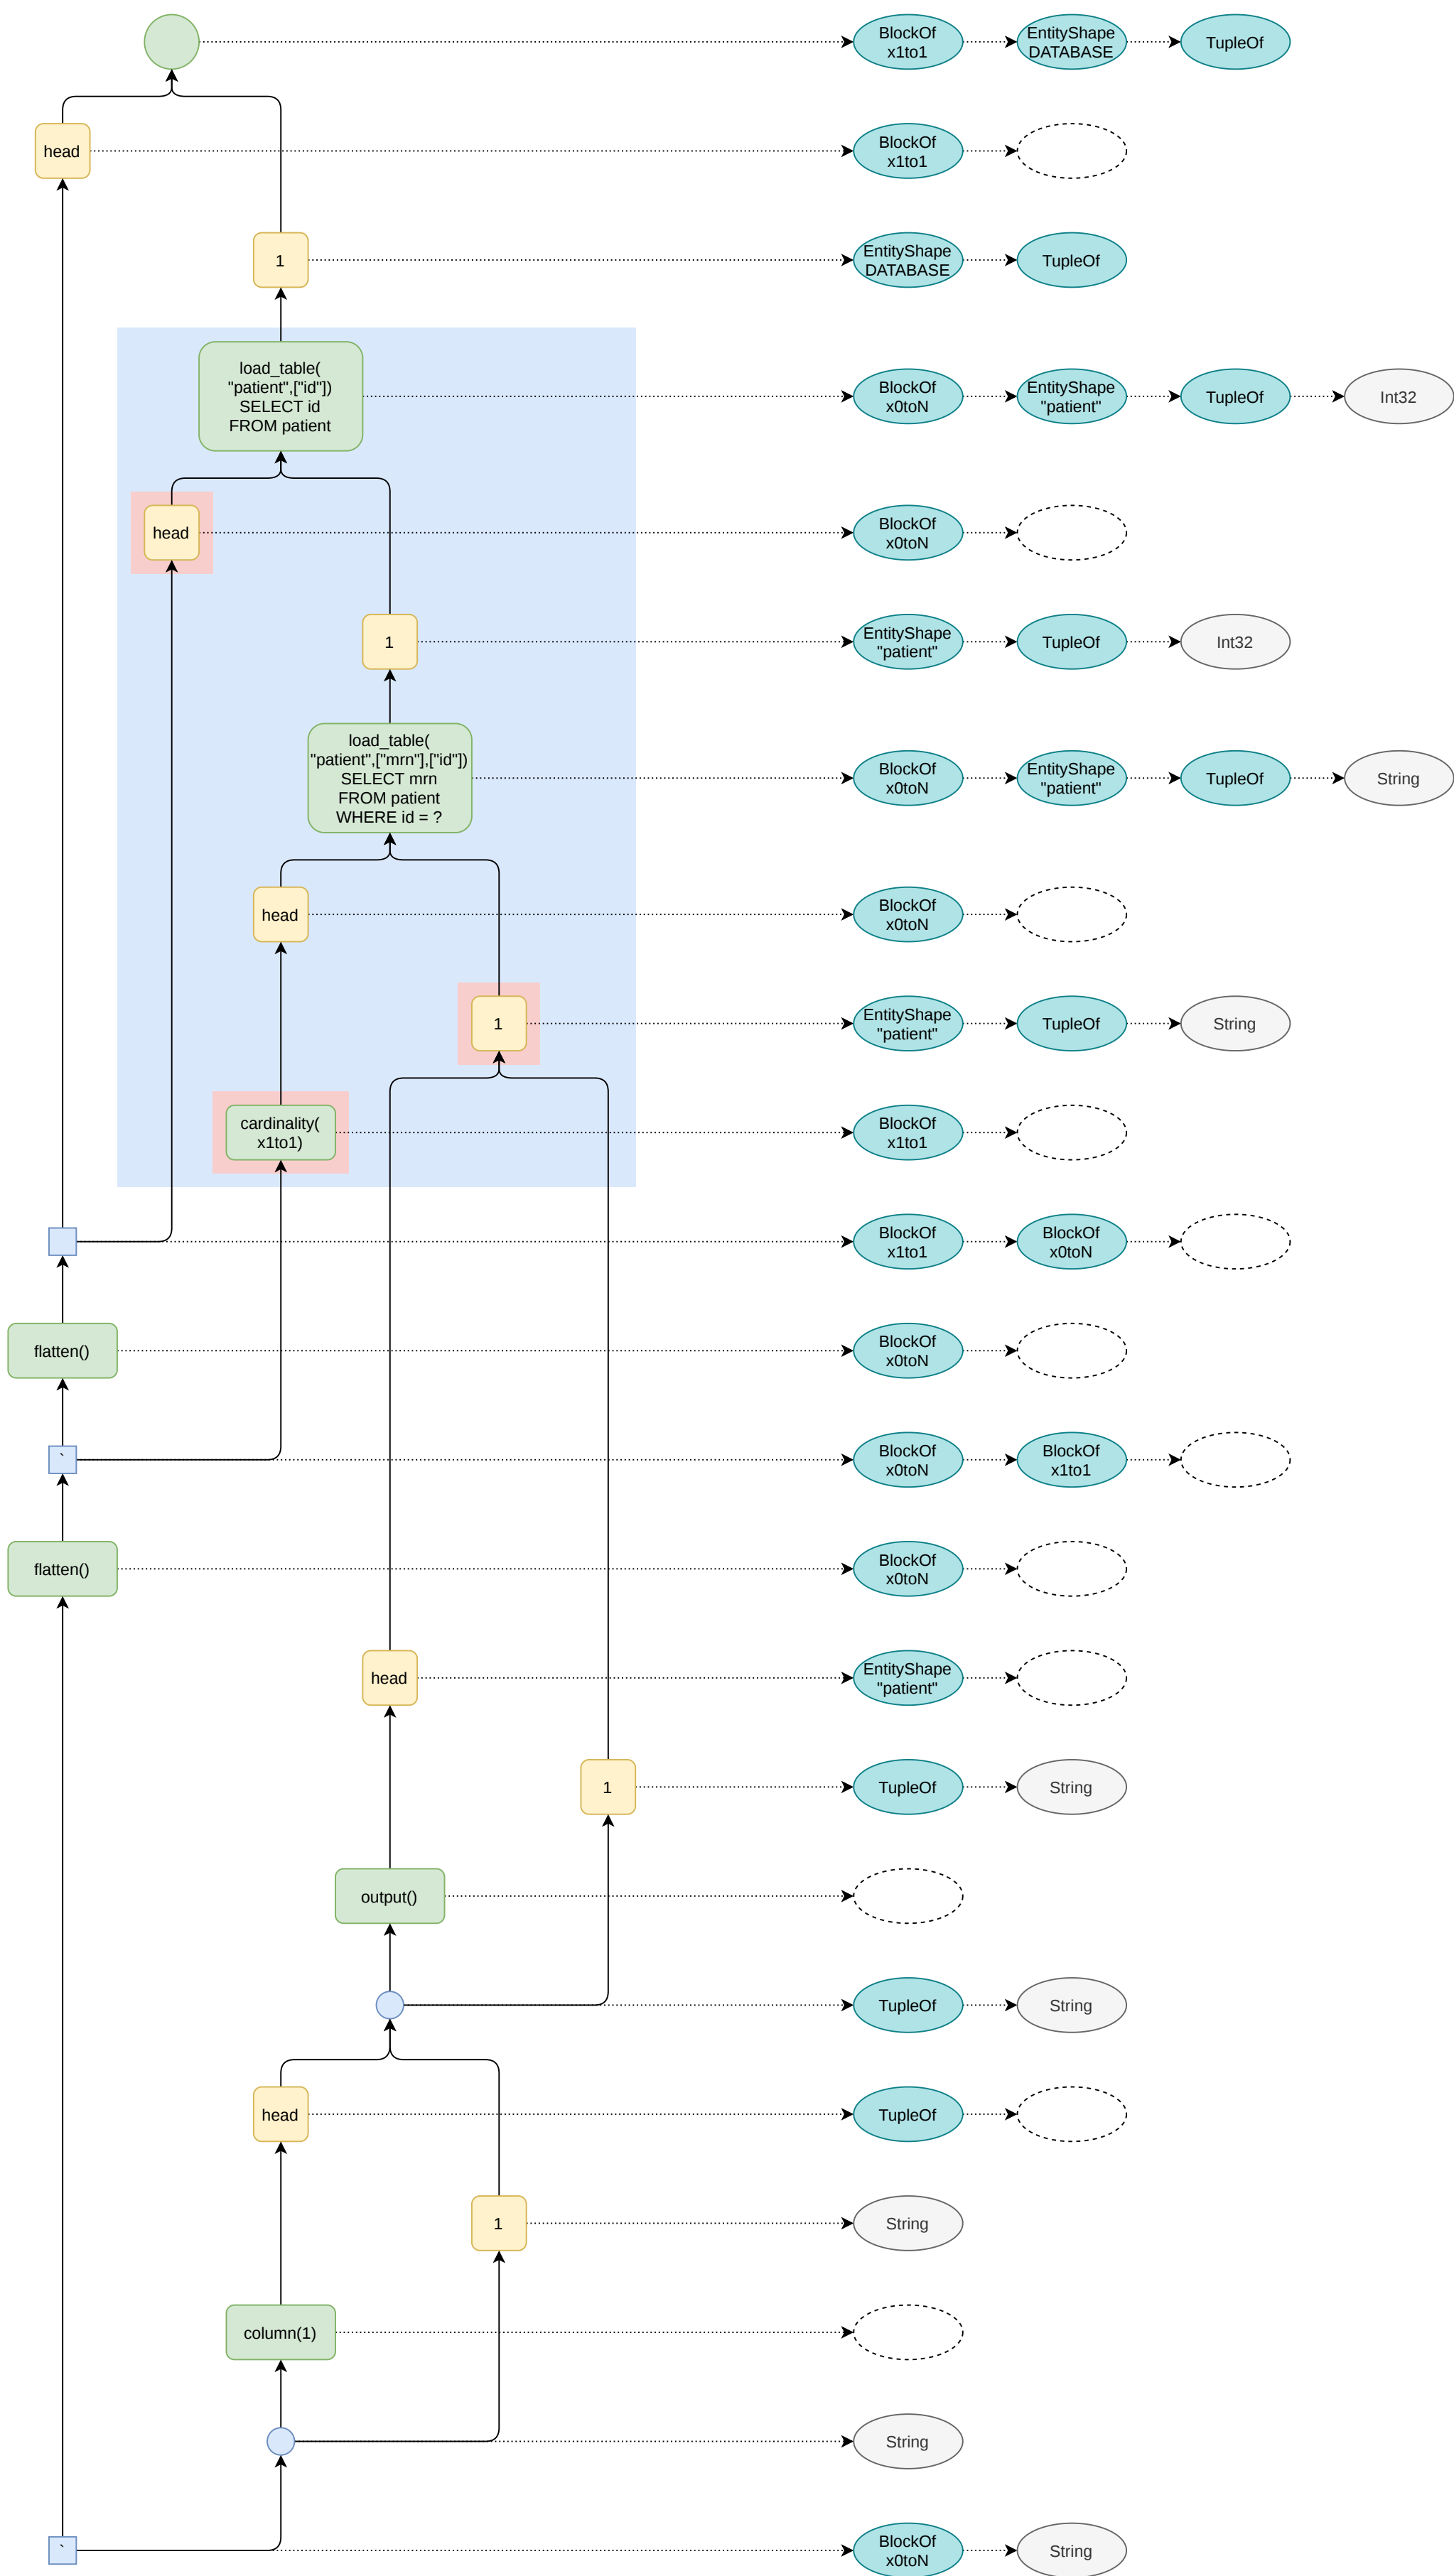 BlockOf
x1to1
EntityShape
DATABASE
TupleOf
head
BlockOf
x1to1
1
EntityShape
DATABASE
TupleOf
load_table(
"patient",["id"])
SELECT id
FROM patient
BlockOf
x0toN
EntityShape
"patient"
TupleOf
Int32
head
BlockOf
x0toN
1
EntityShape
"patient"
TupleOf
Int32
load_table(
"patient",["mrn"],["id"])
SELECT mrn
FROM patient
WHERE id = ?
BlockOf
x0toN
EntityShape
"patient"
TupleOf
String
head
BlockOf
x0toN
1
EntityShape
"patient"
TupleOf
String
cardinality(
x1to1)
BlockOf
x1to1
BlockOf
x1to1
BlockOf
x0toN
flatten()
BlockOf
x0toN
`
BlockOf
x0toN
BlockOf
x1to1
flatten()
BlockOf
x0toN
head
EntityShape
"patient"
1
TupleOf
String
output()
TupleOf
String
head
TupleOf
1
String
column(1)
String
`
BlockOf
x0toN
String